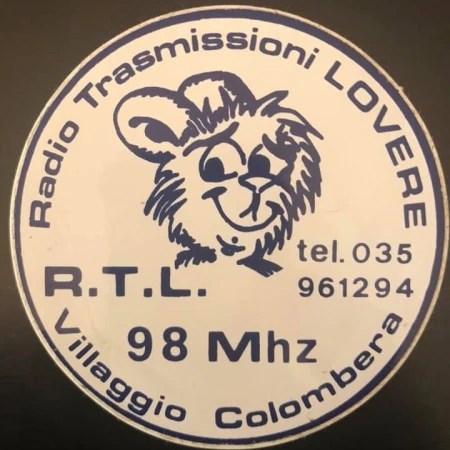 Radio Trasmissioni LOVERE
tel. 035
961294
R.T.L.
98 Mhz
Villaggio Colombera